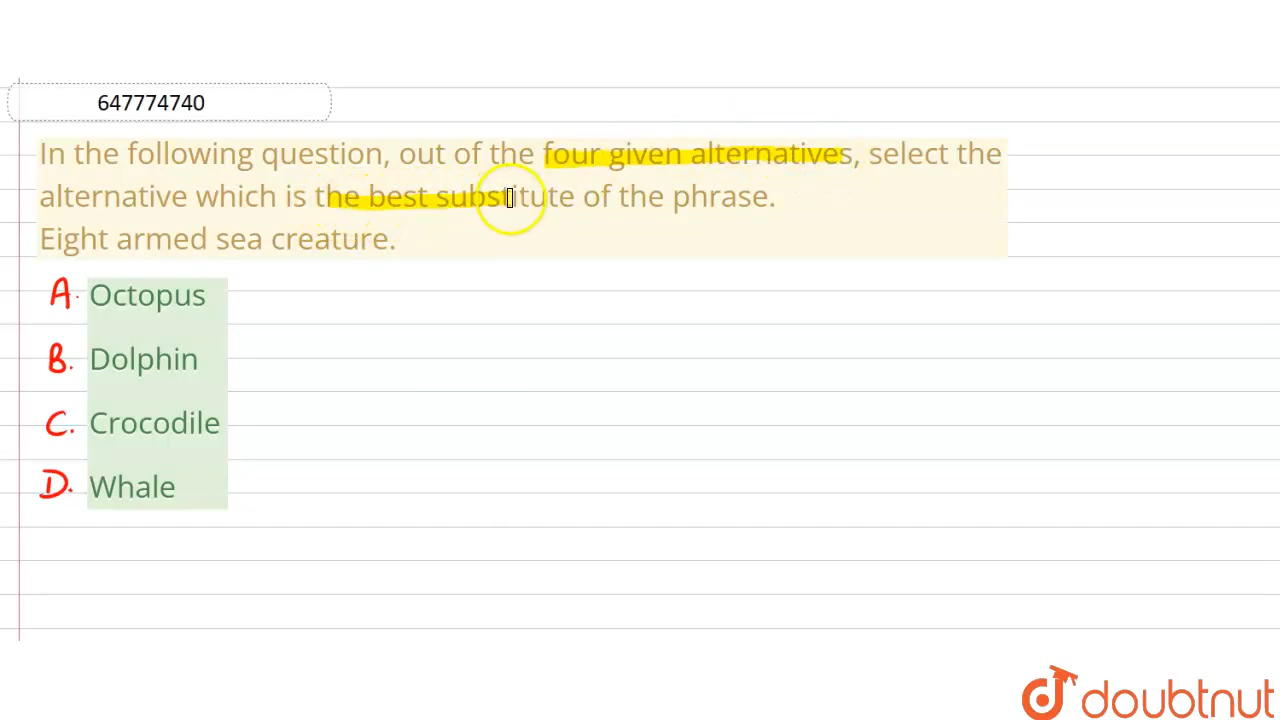 647774740
In the following question, out of the four given alternatives, select the
alternative which is the best substitute of the phrase.
Eight armed sea creature.
A. Octopus
B. Dolphin
C. Crocodile
D. Whale
doubtnut